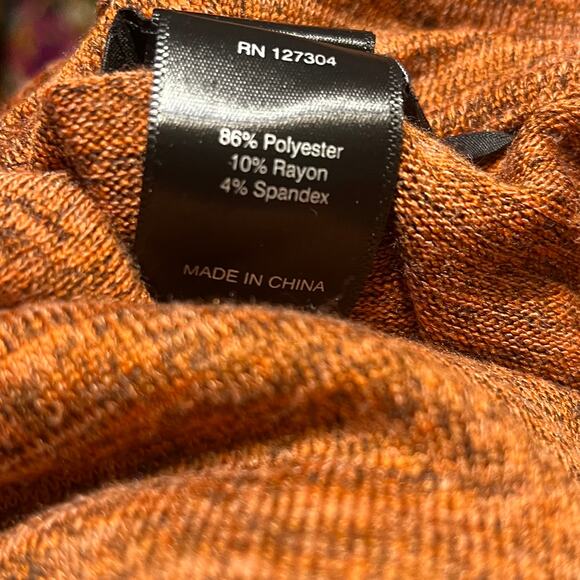 RN 127304
86% Polyester
10% Rayon
4% Spandex
MADE IN CHINA